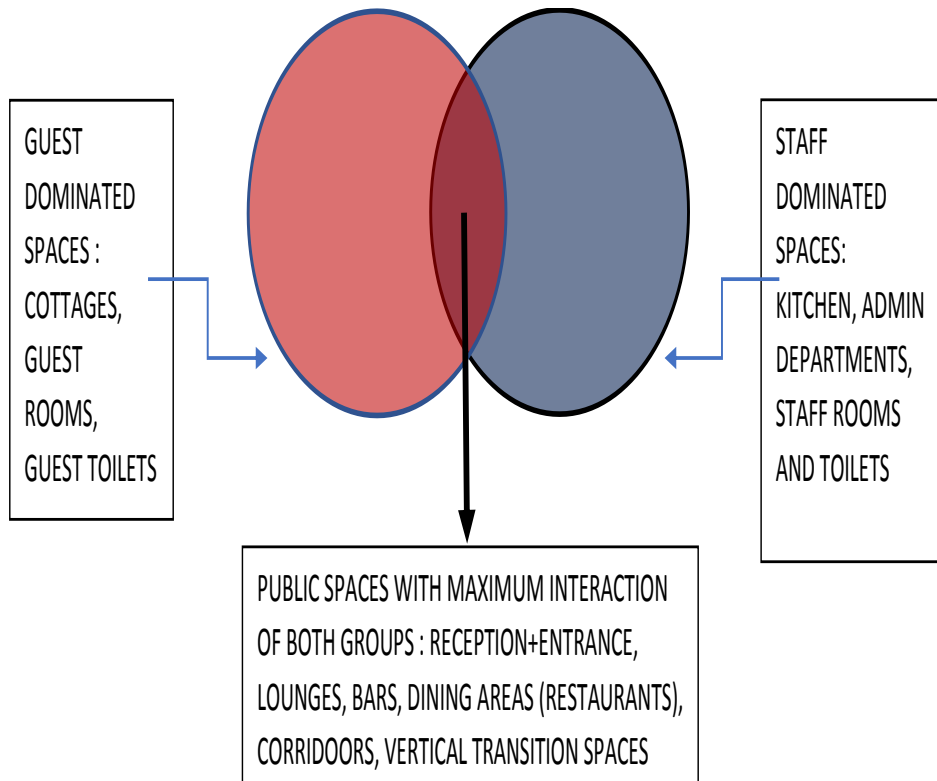 GUEST
DOMINATED
SPACES :
COTTAGES,
GUEST
ROOMS,
GUEST TOILETS
STAFF
DOMINATED
SPACES:
KITCHEN, ADMIN
DEPARTMENTS,
STAFF ROOMS
AND TOILETS
PUBLIC SPACES WITH MAXIMUM INTERACTION
OF BOTH GROUPS : RECEPTION+ENTRANCE,
LOUNGES, BARS, DINING AREAS (RESTAURANTS),
CORRIDOORS, VERTICAL TRANSITION SPACES